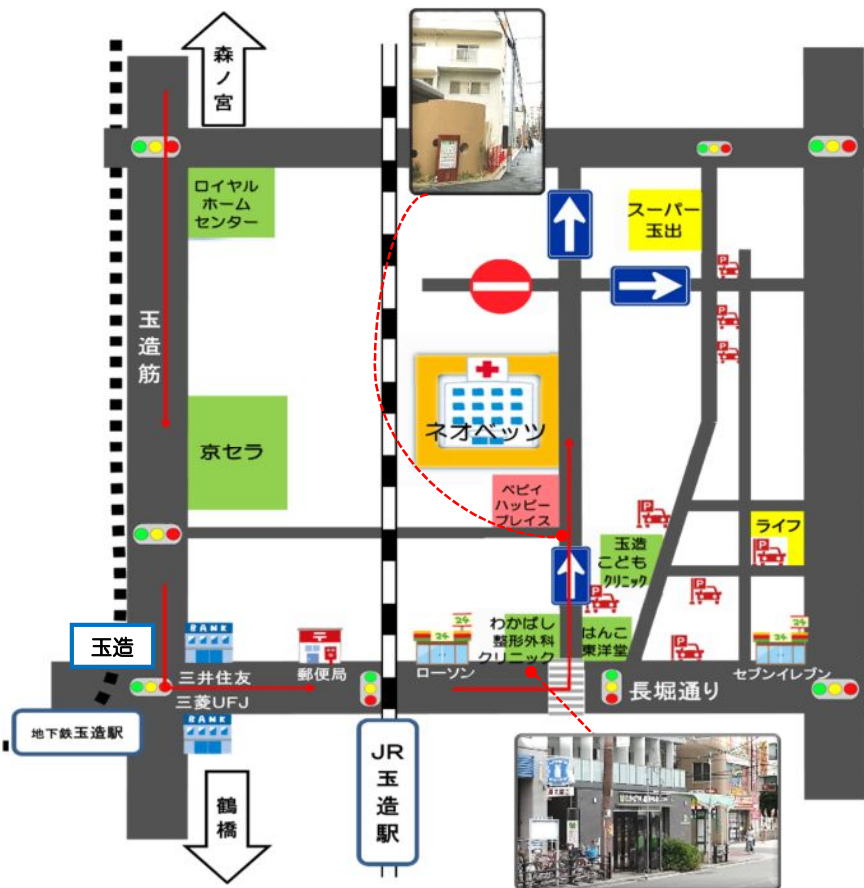 森ノ宮
ロイヤル
ホーム
センター
スーパー
玉出
玉造筋
京セラ
ネオベッツ
ベビイ
ハッピー
プレイス
玉造
こども
クリニック
ライフ
P
P
P
P
P
P
P
P
玉造
BANK
三井住友
〒
郵便局
24
ローソン
わかばし
整形外科
クリニック
はんこ
東洋堂
24
セブンイレブン
長堀通り
三菱UFJ
BANK
地下鉄玉造駅
JR玉造駅
鶴橋